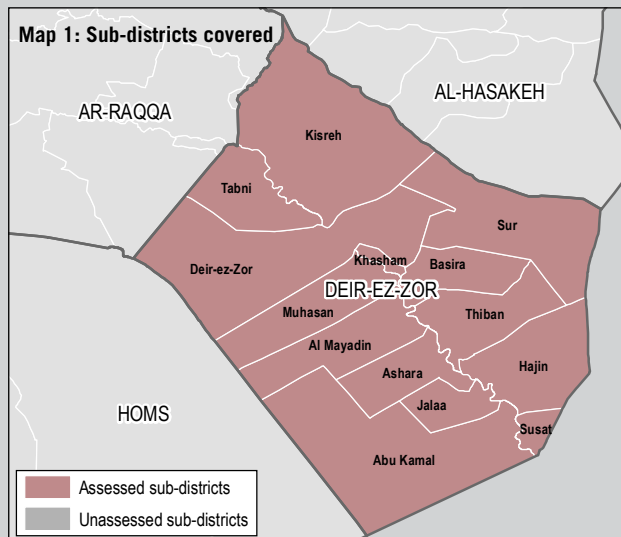 Map 1: Sub-districts covered
AL-HASAKEH
AR-RAQQA
Kisreh
Tabni
Sur
Deir-ez-Zor
Khasham
Basira
DEIR-EZ-ZOR
Muhasan
Thiban
Al Mayadin
Ashara
Hajin
Jalaa
HOMS
Susat
Abu Kamal
Assessed sub-districts
Unassessed sub-districts